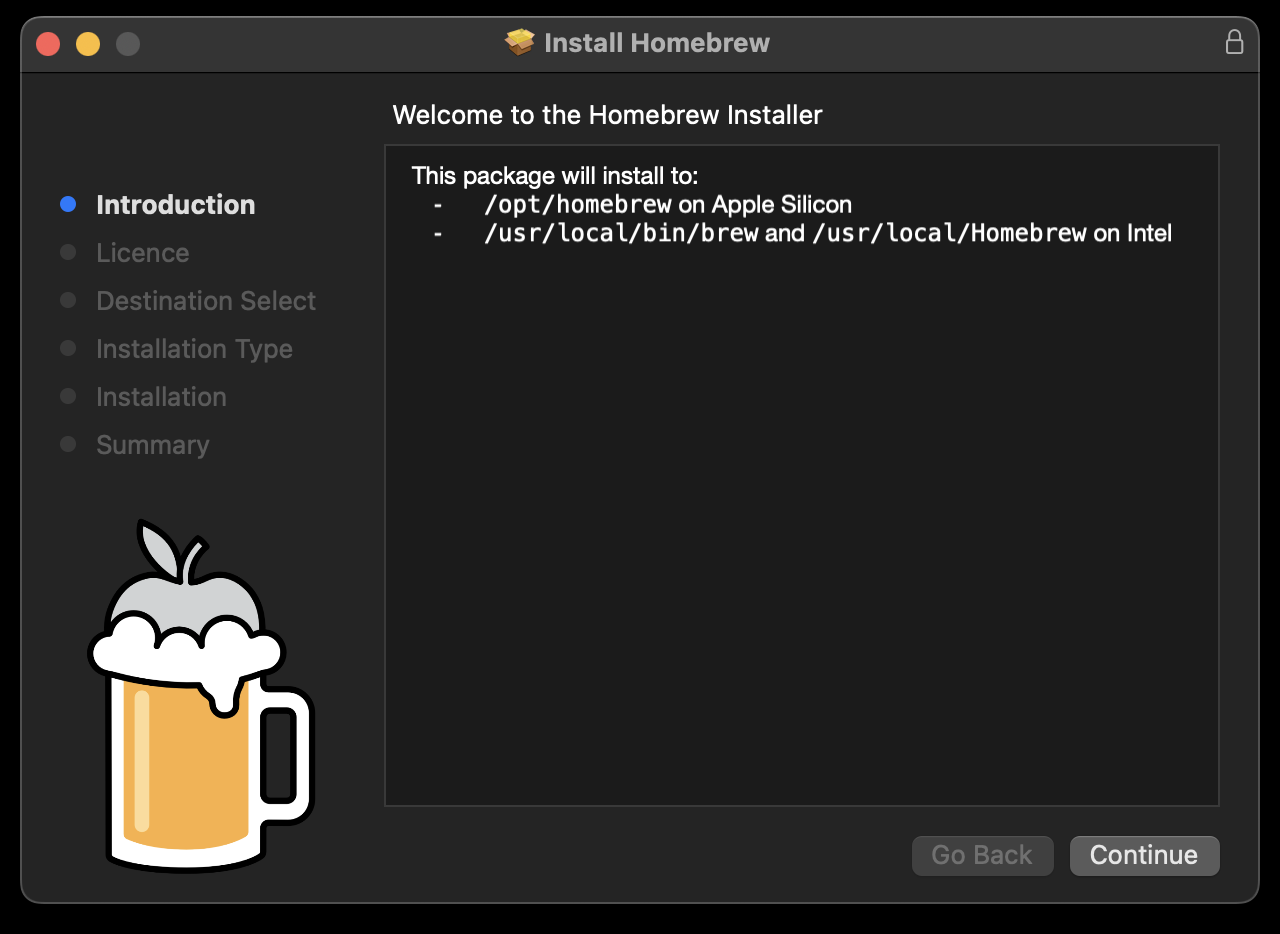 Install Homebrew
Welcome to the Homebrew Installer
Introduction
Licence
Destination Select
Installation Type
Installation
Summary
This package will install to:
- /opt/homebrew on Apple Silicon
- /usr/local/bin/brew and /usr/local/Homebrew on Intel
Go Back
Continue